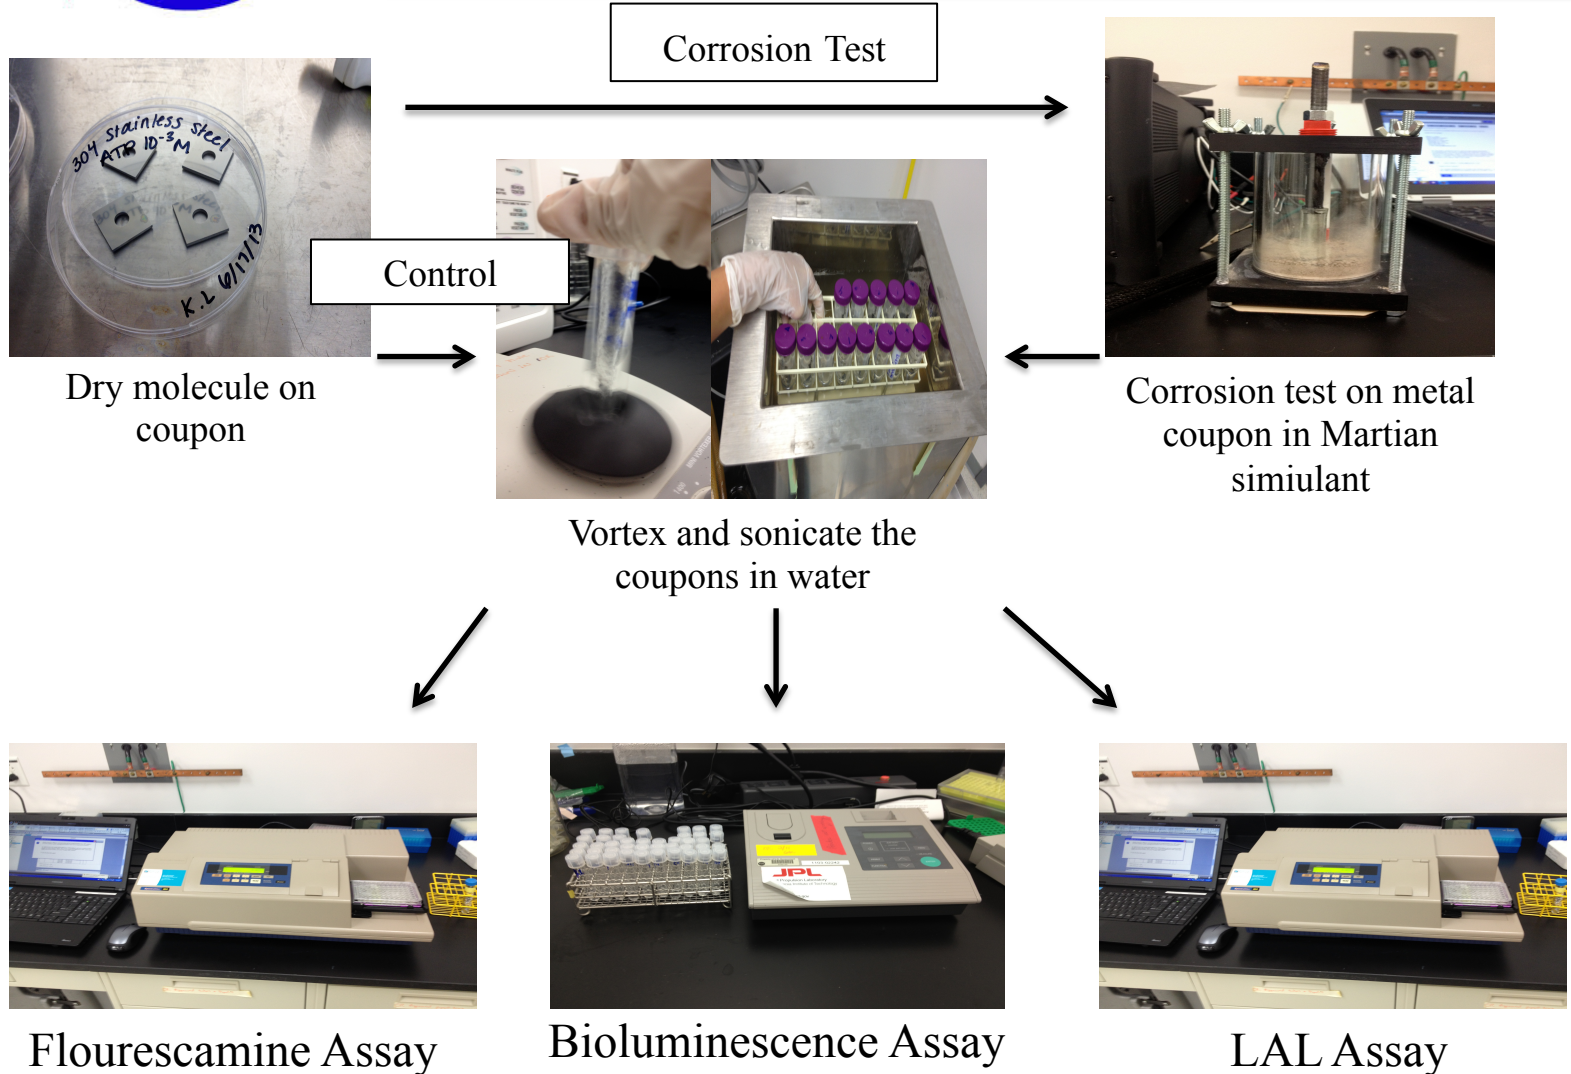 Corrosion Test
304 Stainless Steel
ATP 10⁻³M
K.L 6/17/13
Control
Dry molecule on
coupon
Vortex and sonicate the
coupons in water
Corrosion test on metal
coupon in Martian
simiulant
JPL
Flourescamine Assay
Bioluminescence Assay
LAL Assay